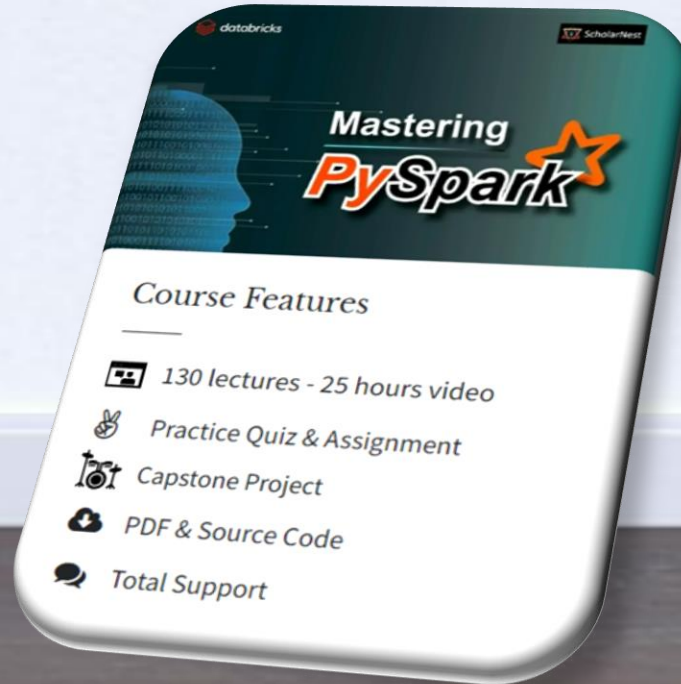 databricks
ScholarNest
Mastering
PySpark
Course Features
130 lectures - 25 hours video
Practice Quiz & Assignment
Capstone Project
PDF & Source Code
Total Support